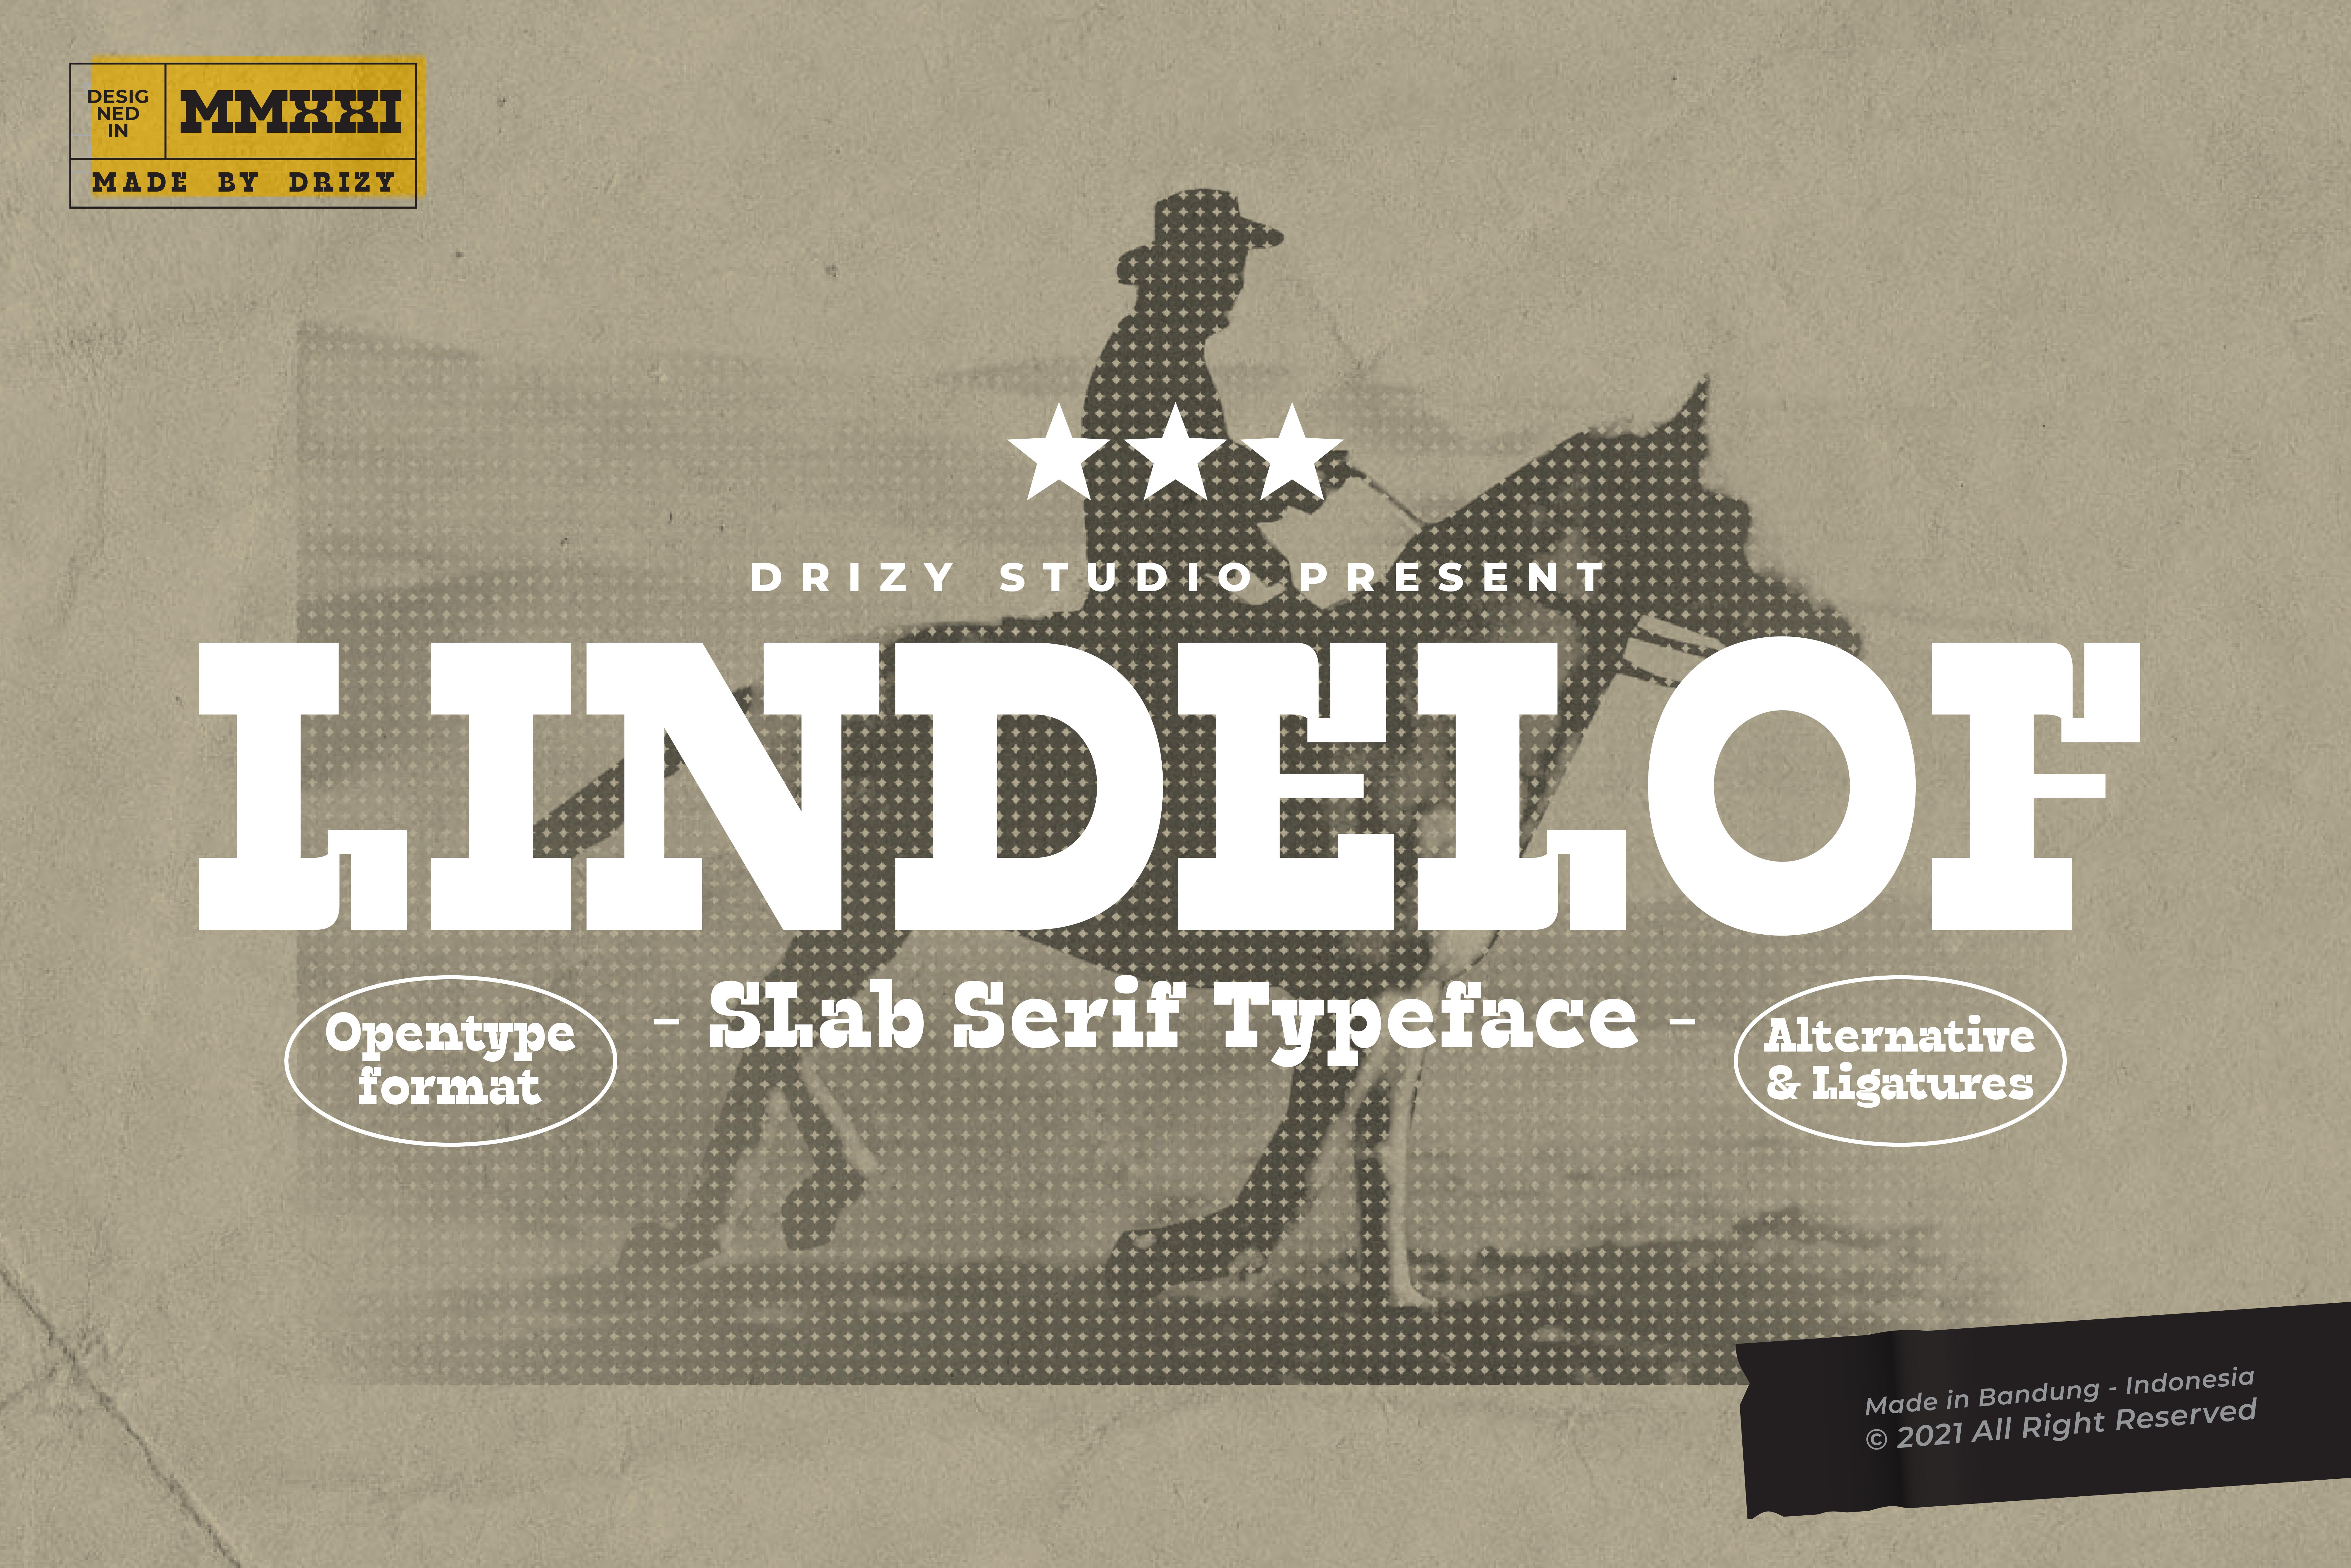 DESIG
NED
IN
MMXXI
MADE BY DRIZY
DRIZY STUDIO PRESENT
LINDELOF
- SLab Serif Typeface -
Opentype
format
Alternative
& Ligatures
Made in Bandung - Indonesia
© 2021 All Right Reserved